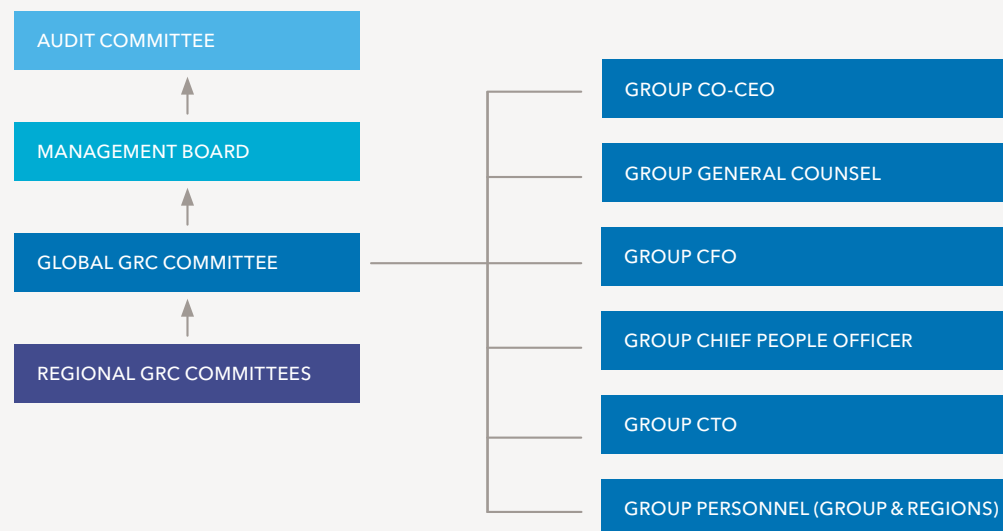 AUDIT COMMITTEE
MANAGEMENT BOARD
GLOBAL GRC COMMITTEE
REGIONAL GRC COMMITTEES
GROUP CO-CEO
GROUP GENERAL COUNSEL
GROUP CFO
GROUP CHIEF PEOPLE OFFICER
GROUP CTO
GROUP PERSONNEL (GROUP & REGIONS)